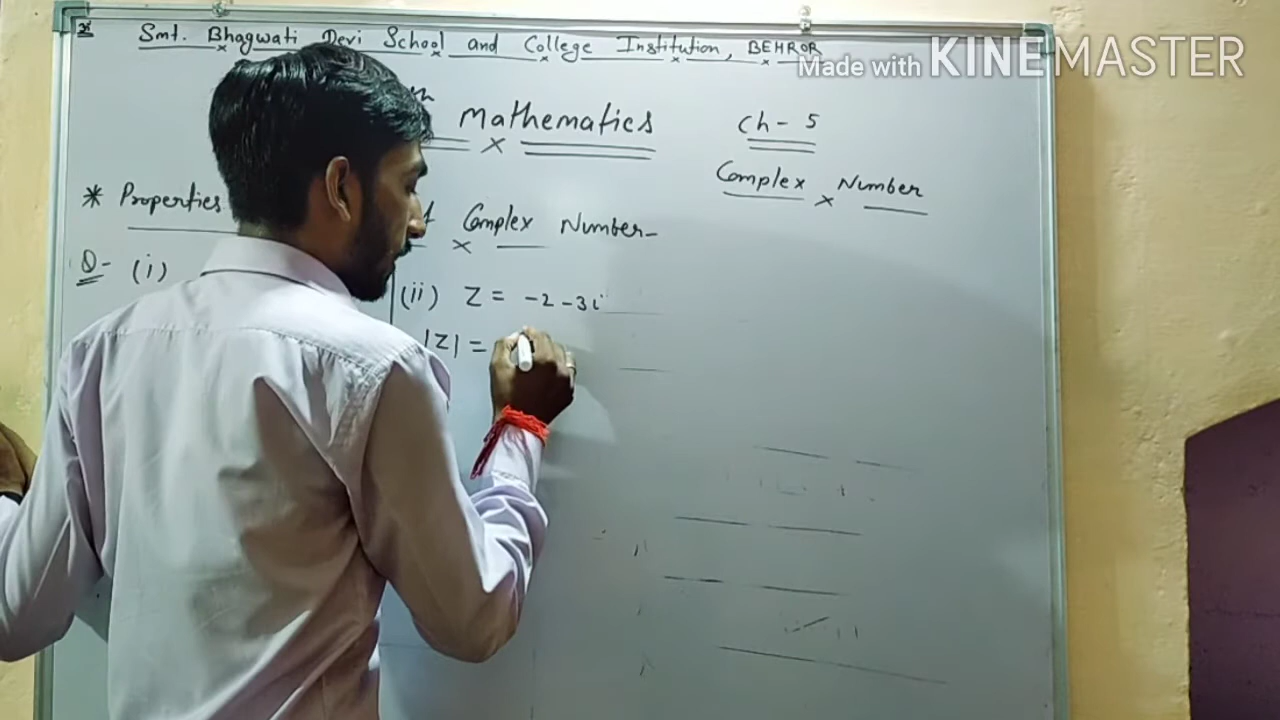 Smt. Bhagwati Devi School and College Institution, BEHROR
Made with KINEMASTER
Mathematics
Ch - 5
Complex Number
* Properties
Complex Number-
Q- (i)
(ii) Z = -2 -3i
|Z| =